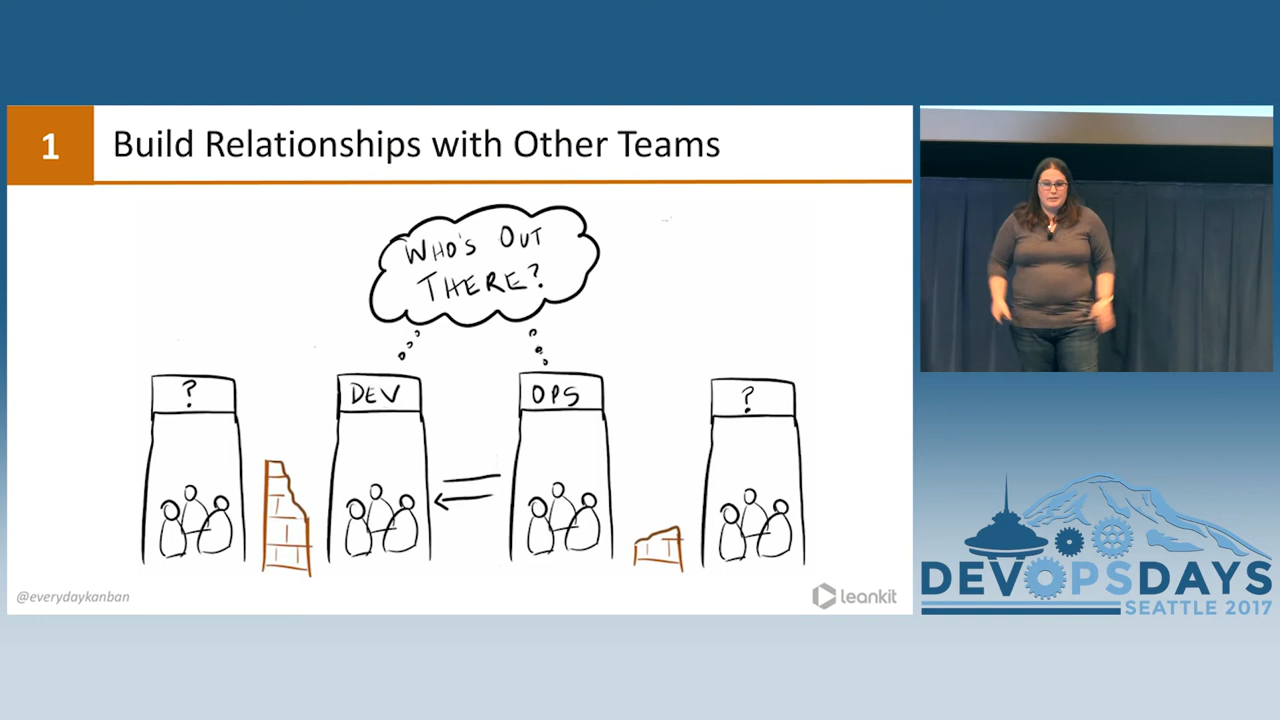 1
Build Relationships with Other Teams
WHO'S OUT
THERE?
?
DEV
OPS
?
@everydaykanban
leankit
DEVOPSDAYS
SEATTLE 2017